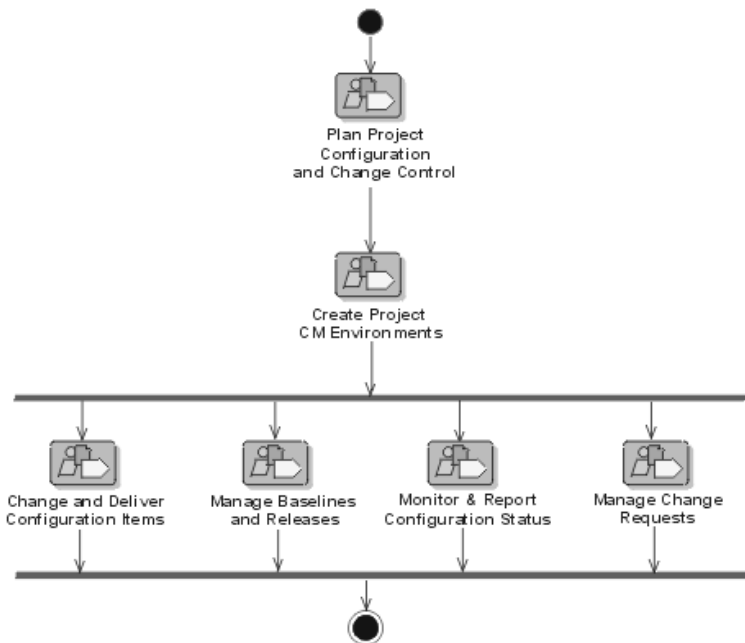 Plan Project
Configuration
and Change Control
Create Project
CM Environments
Change and Deliver
Configuration Items
Manage Baselines
and Releases
Monitor & Report
Configuration Status
Manage Change
Requests